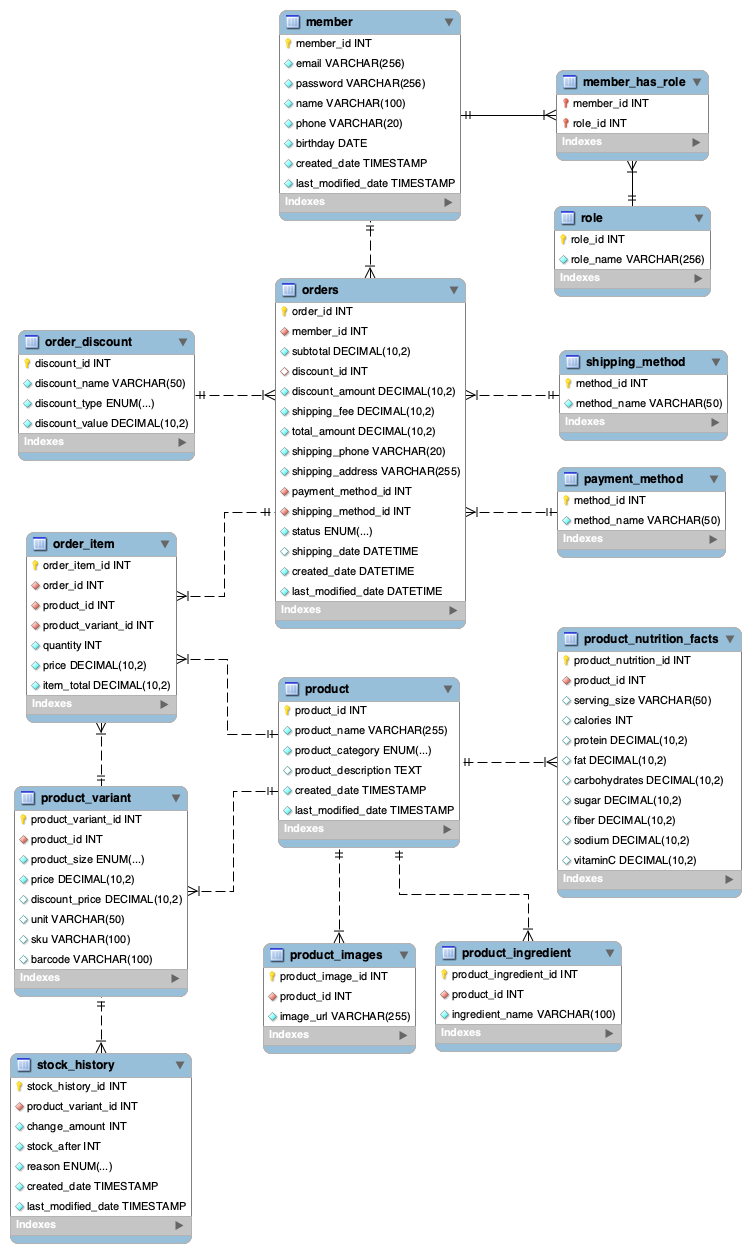 member
member_id INT
email VARCHAR(256)
password VARCHAR(256)
name VARCHAR(100)
phone VARCHAR(20)
birthday DATE
created_date TIMESTAMP
last_modified_date TIMESTAMP
Indexes
member_has_role
member_id INT
role_id INT
Indexes
role
role_id INT
role_name VARCHAR(256)
Indexes
orders
order_id INT
member_id INT
subtotal DECIMAL(10,2)
discount_id INT
discount_amount DECIMAL(10,2)
shipping_fee DECIMAL(10,2)
total_amount DECIMAL(10,2)
shipping_phone VARCHAR(20)
shipping_address VARCHAR(255)
payment_method_id INT
shipping_method_id INT
status ENUM(...)
shipping_date DATETIME
created_date DATETIME
last_modified_date DATETIME
Indexes
order_discount
discount_id INT
discount_name VARCHAR(50)
discount_type ENUM(...)
discount_value DECIMAL(10,2)
Indexes
shipping_method
method_id INT
method_name VARCHAR(50)
Indexes
payment_method
method_id INT
method_name VARCHAR(50)
Indexes
order_item
order_item_id INT
order_id INT
product_id INT
product_variant_id INT
quantity INT
price DECIMAL(10,2)
item_total DECIMAL(10,2)
Indexes
product
product_id INT
product_name VARCHAR(255)
product_category ENUM(...)
product_description TEXT
created_date TIMESTAMP
last_modified_date TIMESTAMP
Indexes
product_nutrition_facts
product_nutrition_id INT
product_id INT
serving_size VARCHAR(50)
calories INT
protein DECIMAL(10,2)
fat DECIMAL(10,2)
carbohydrates DECIMAL(10,2)
sugar DECIMAL(10,2)
fiber DECIMAL(10,2)
sodium DECIMAL(10,2)
vitaminC DECIMAL(10,2)
Indexes
product_variant
product_variant_id INT
product_id INT
product_size ENUM(...)
price DECIMAL(10,2)
discount_price DECIMAL(10,2)
unit VARCHAR(50)
sku VARCHAR(100)
barcode VARCHAR(100)
Indexes
product_images
product_image_id INT
product_id INT
image_url VARCHAR(255)
Indexes
product_ingredient
product_ingredient_id INT
product_id INT
ingredient_name VARCHAR(100)
Indexes
stock_history
stock_history_id INT
product_variant_id INT
change_amount INT
stock_after INT
reason ENUM(...)
created_date TIMESTAMP
last_modified_date TIMESTAMP
Indexes